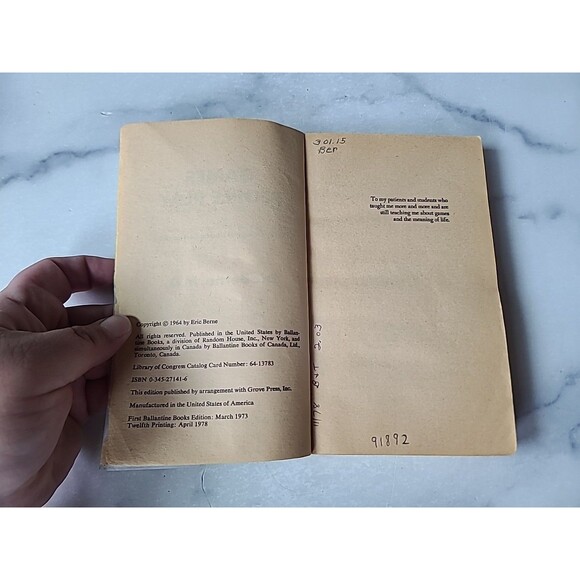 Copyright © 1964 by Eric Berne
All rights reserved. Published in the United States by Ballan-
tine Books, a division of Random House, Inc., New York, and
simultaneously in Canada by Ballantine Books of Canada, Ltd.,
Toronto, Canada.
Library of Congress Catalog Card Number: 64-13783
ISBN 0-345-27141-6
This edition published by arrangement with Grove Press, Inc.
Manufactured in the United States of America
First Ballantine Books Edition: March 1973
Twelfth Printing: April 1978
301.15
Ber
To my patients and students who
taught me more and more and are
still teaching me about games
and the meaning of life.
11/78 B&T 2.03
91892